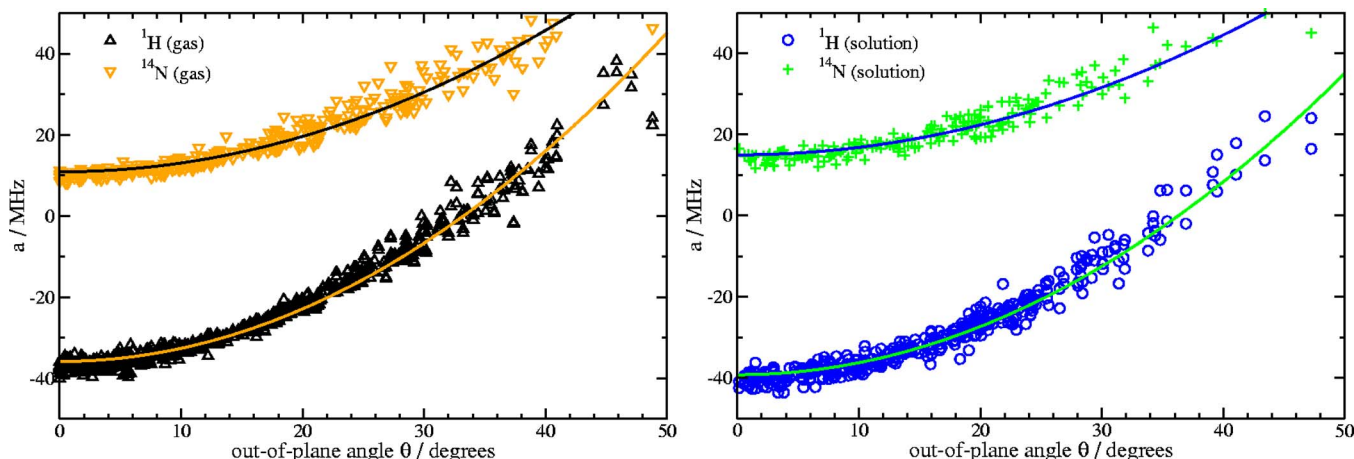 40
20
0
-20
-40
a / MHz
¹H (gas)
¹⁴N (gas)
0 10 20 30 40 50
out-of-plane angle θ / degrees
40
20
0
-20
-40
a / MHz
¹H (solution)
¹⁴N (solution)
0 10 20 30 40 50
out-of-plane angle θ / degrees